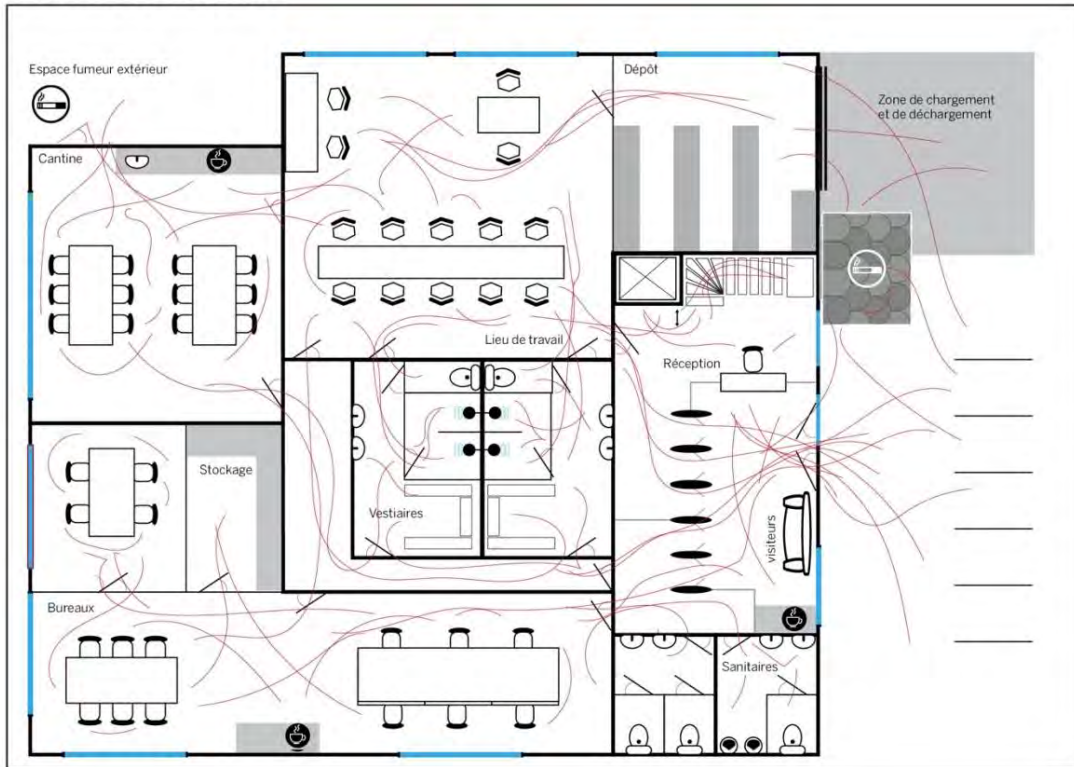 Espace fumeur extérieur
Dépôt
Zone de chargement
et de déchargement
Cantine
Lieu de travail
Réception
Stockage
Vestiaires
visiteurs
Bureaux
Sanitaires